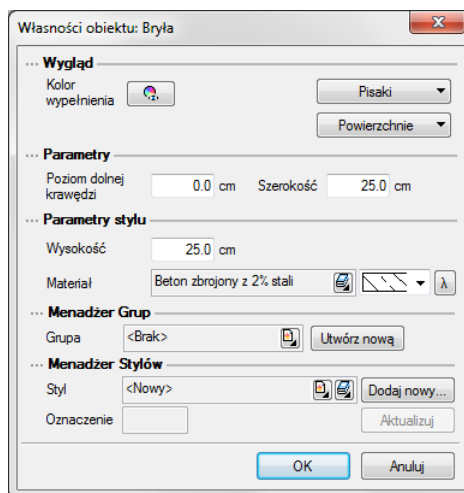 Własności obiektu: Bryła
Wygląd
Kolor wypełnienia
Pisaki
Powierzchnie
Parametry
Poziom dolnej krawędzi 0.0 cm Szerokość 25.0 cm
Parametry stylu
Wysokość 25.0 cm
Materiał Beton zbrojony z 2% stali λ
Menadżer Grup
Grupa <Brak> Utwórz nową
Menadżer Stylów
Styl <Nowy> Dodaj nowy...
Oznaczenie Aktualizuj
OK Anuluj